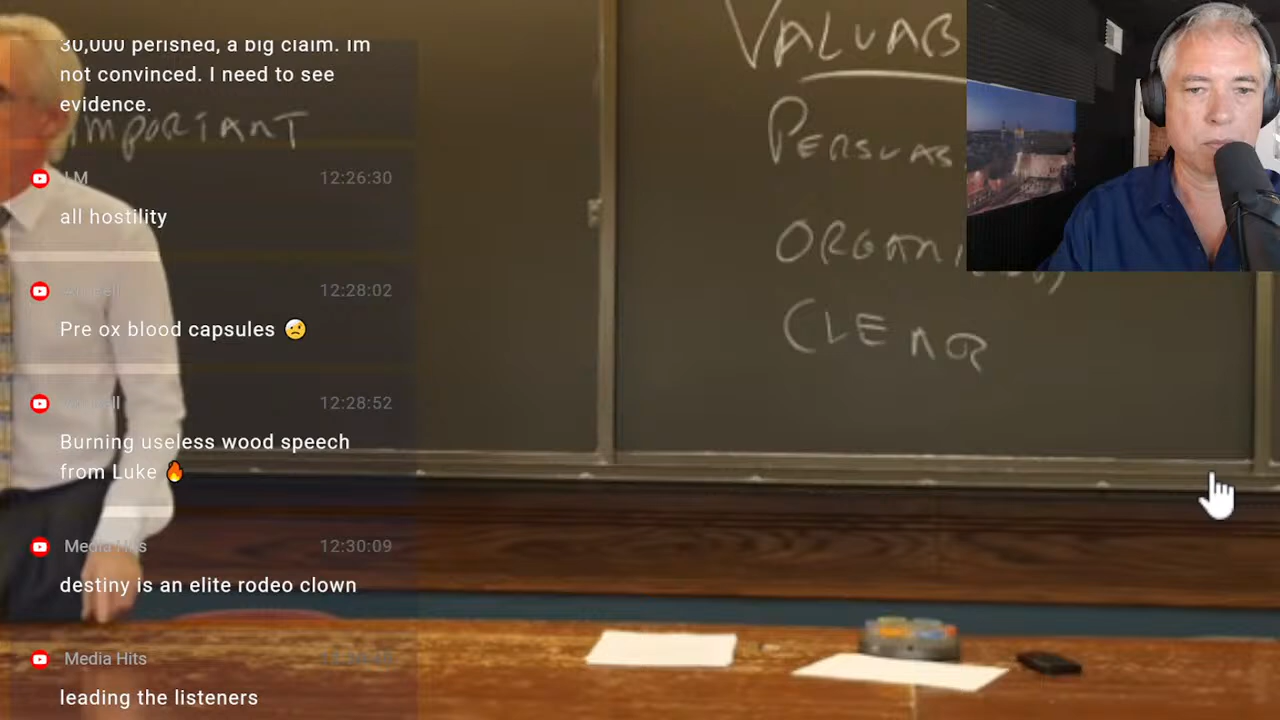 30,000 perished, a big claim. Im
not convinced. I need to see
evidence.
J M 12:26:30
all hostility
12:28:02
Pre ox blood capsules 🤕
12:28:52
Burning useless wood speech
from Luke 🔥
Media Hits 12:30:09
destiny is an elite rodeo clown
Media Hits
leading the listeners
IMPORTANT
VALUAB
PERSUAS
ORGANI
CLEAR